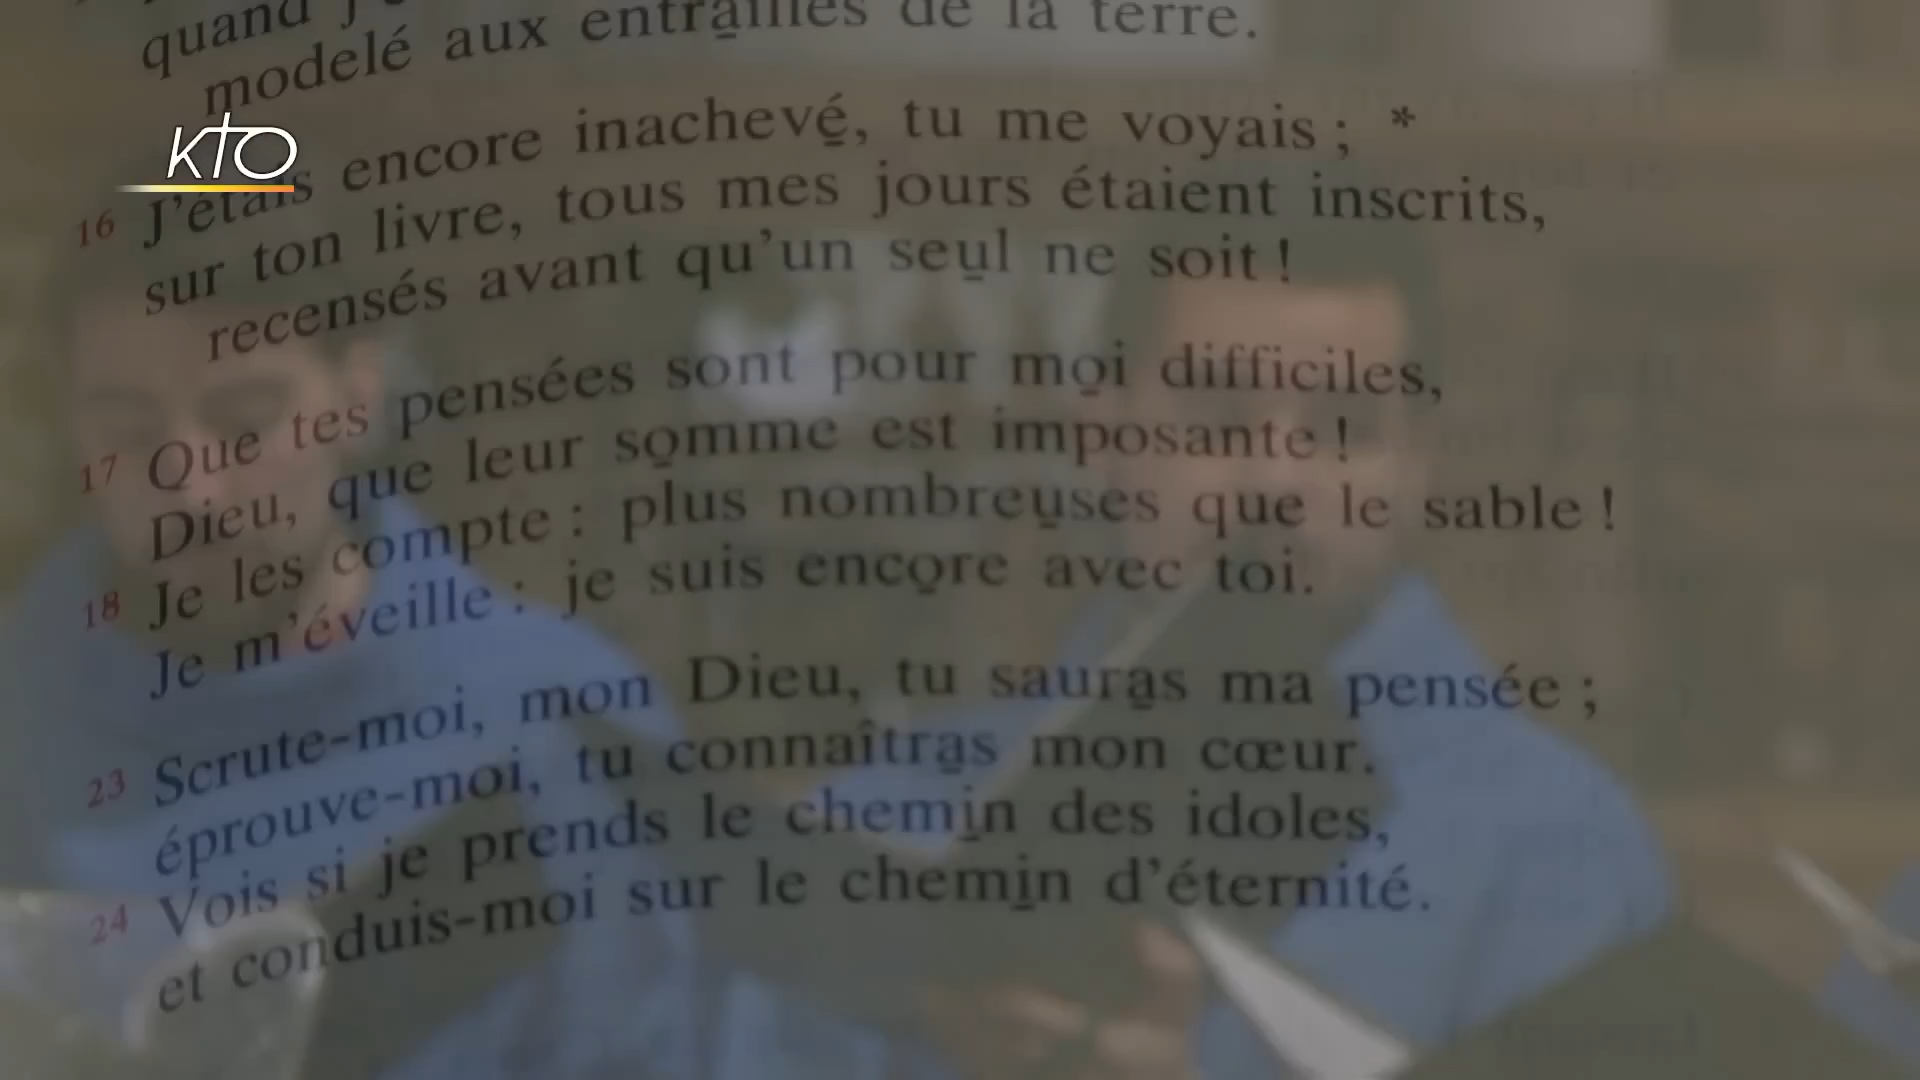 quand j'é
modelé aux entrailles de la terre.
KTO
16 J'étais encore inachevé, tu me voyais ; *
sur ton livre, tous mes jours étaient inscrits,
recensés avant qu'un seul ne soit !
17 Que tes pensées sont pour moi difficiles,
Dieu, que leur somme est imposante !
18 Je les compte : plus nombreuses que le sable !
Je m'éveille : je suis encore avec toi.
23 Scrute-moi, mon Dieu, tu sauras ma pensée ;
éprouve-moi, tu connaîtras mon cœur.
24 Vois si je prends le chemin des idoles,
et conduis-moi sur le chemin d'éternité.